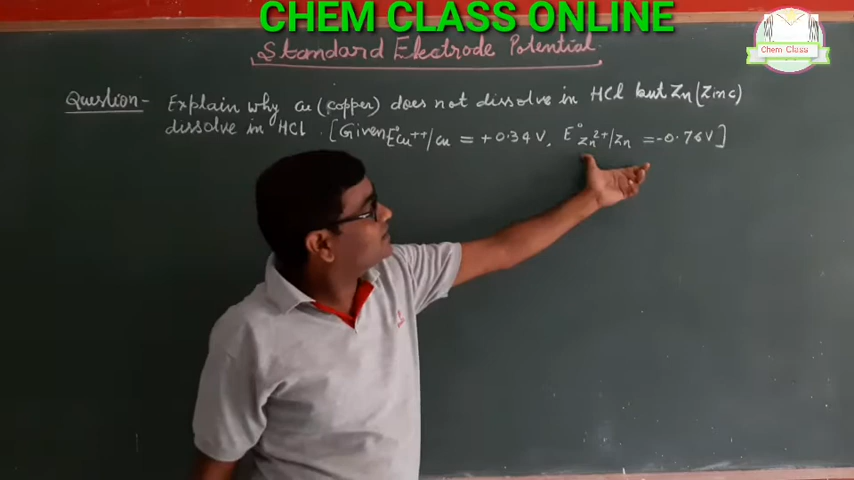 CHEM CLASS ONLINE
Chem Class
Standard Electrode Potential
Question- Explain why cu (copper) does not dissolve in HCl but Zn (Zinc)
dissolve in HCl. [Given E°Cu++/Cu = +0.34V, E°Zn2+/Zn = -0.76V]